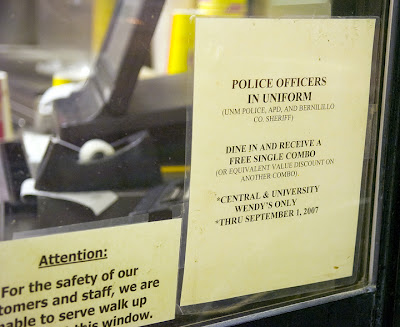 POLICE OFFICERS
IN UNIFORM
(UNM POLICE, APD, AND BERNILILLO
CO. SHERIFF)
DINE IN AND RECEIVE A
FREE SINGLE COMBO
(OR EQUIVALENT VALUE DISCOUNT ON
ANOTHER COMBO).
*CENTRAL & UNIVERSITY
WENDY'S ONLY
*THRU SEPTEMBER 1, 2007
Attention:
For the safety of our
tomers and staff, we are
nable to serve walk up
this window.